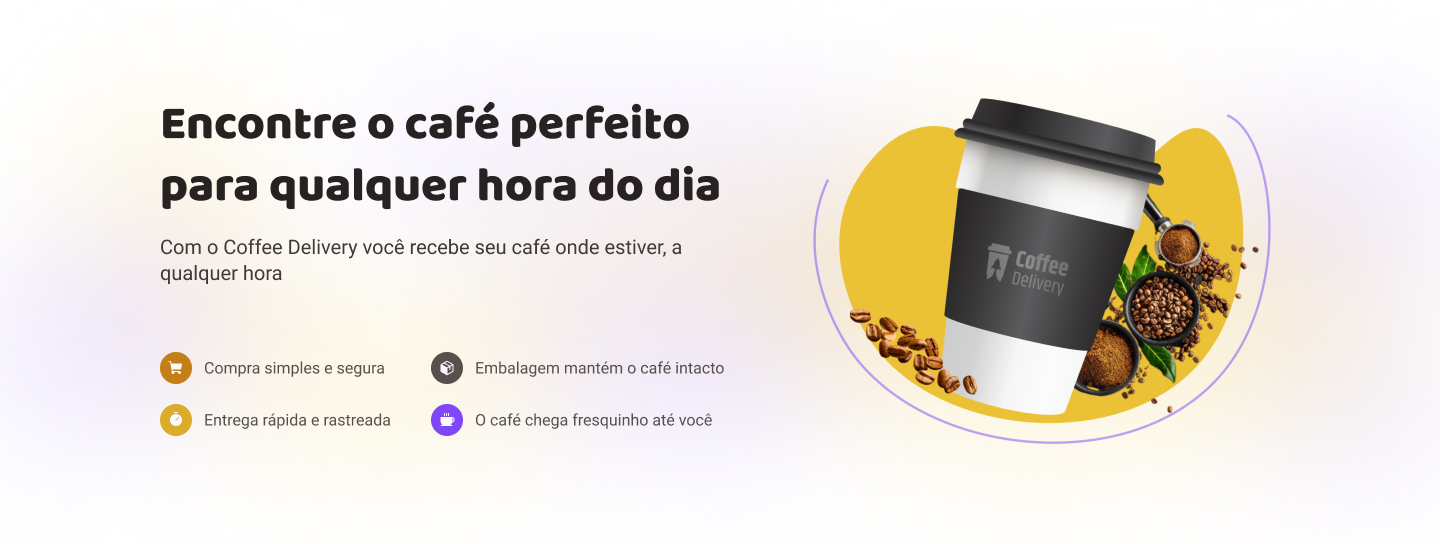 Encontre o café perfeito
para qualquer hora do dia
Com o Coffee Delivery você recebe seu café onde estiver, a
qualquer hora
Compra simples e segura
Embalagem mantém o café intacto
Entrega rápida e rastreada
O café chega fresquinho até você
Coffee
Delivery